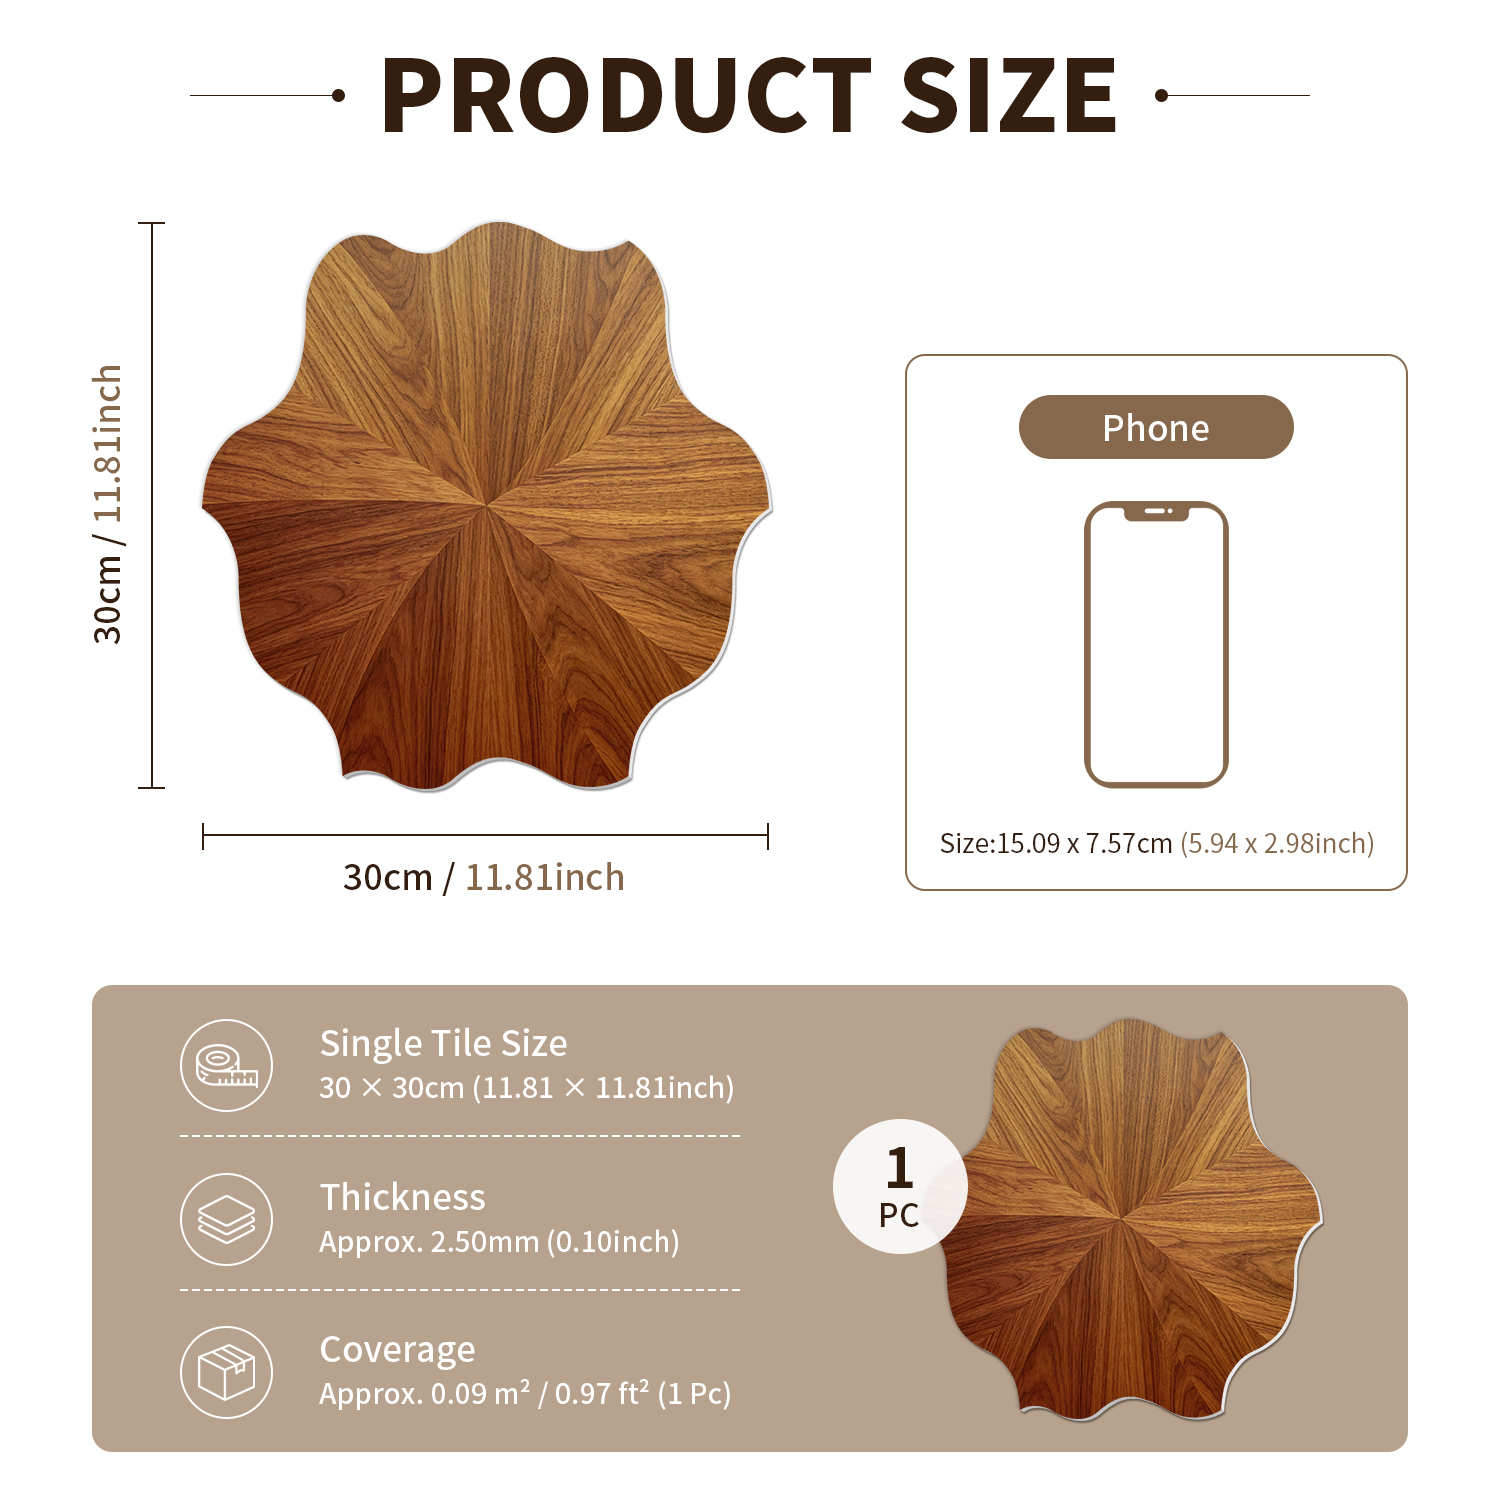 PRODUCT SIZE
30cm / 11.81inch
30cm / 11.81inch
Phone
Size:15.09 x 7.57cm (5.94 x 2.98inch)
Single Tile Size
30 × 30cm (11.81 × 11.81inch)
Thickness
Approx. 2.50mm (0.10inch)
Coverage
Approx. 0.09 m² / 0.97 ft² (1 Pc)
1
PC